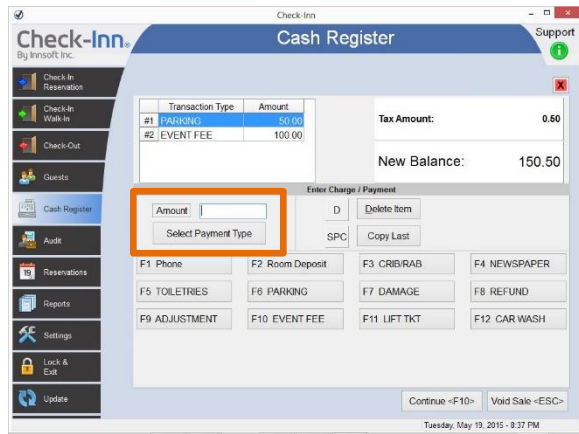 Check-Inn
Check-Inn®
By Innsoft Inc.
Cash Register
Support
Check-In
Reservation
Check-In
Walk-In
Check-Out
Guests
Cash Register
Audit
19
Reservations
Reports
Settings
Lock &
Exit
Update
X
Transaction Type Amount
#1 PARKING 50.00
#2 EVENT FEE 100.00
Tax Amount: 0.50
New Balance: 150.50
Enter Charge / Payment
Amount
Select Payment Type
D Delete Item
SPC Copy Last
F1 Phone F2 Room Deposit F3 CRIB/RAB F4 NEWSPAPER
F5 TOILETRIES F6 PARKING F7 DAMAGE F8 REFUND
F9 ADJUSTMENT F10 EVENT FEE F11 LIFT TKT F12 CAR WASH
Continue <F10> Void Sale <ESC>
Tuesday, May 19, 2015 - 8:37 PM